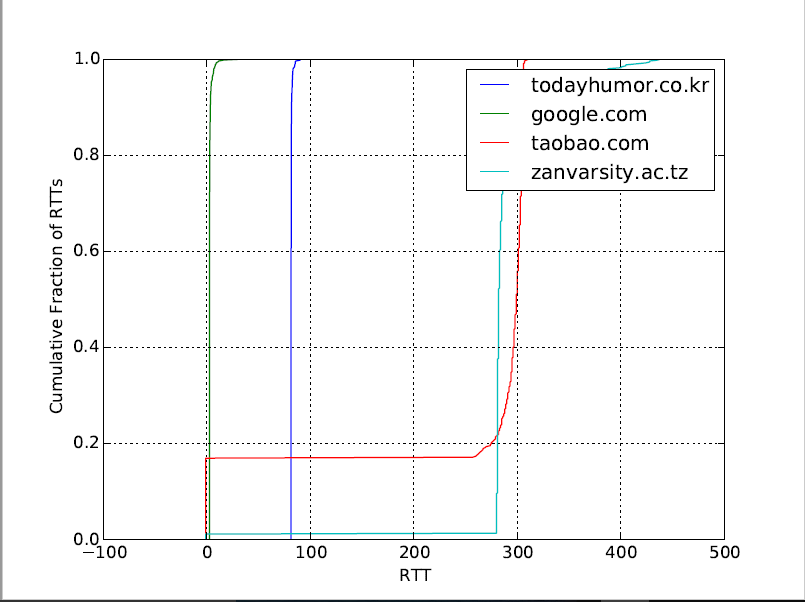 1.0
0.8
0.6
0.4
0.2
0.0
Cumulative Fraction of RTTs
todayhumor.co.kr
google.com
taobao.com
zanvarsity.ac.tz
−100 0 100 200 300 400 500
RTT